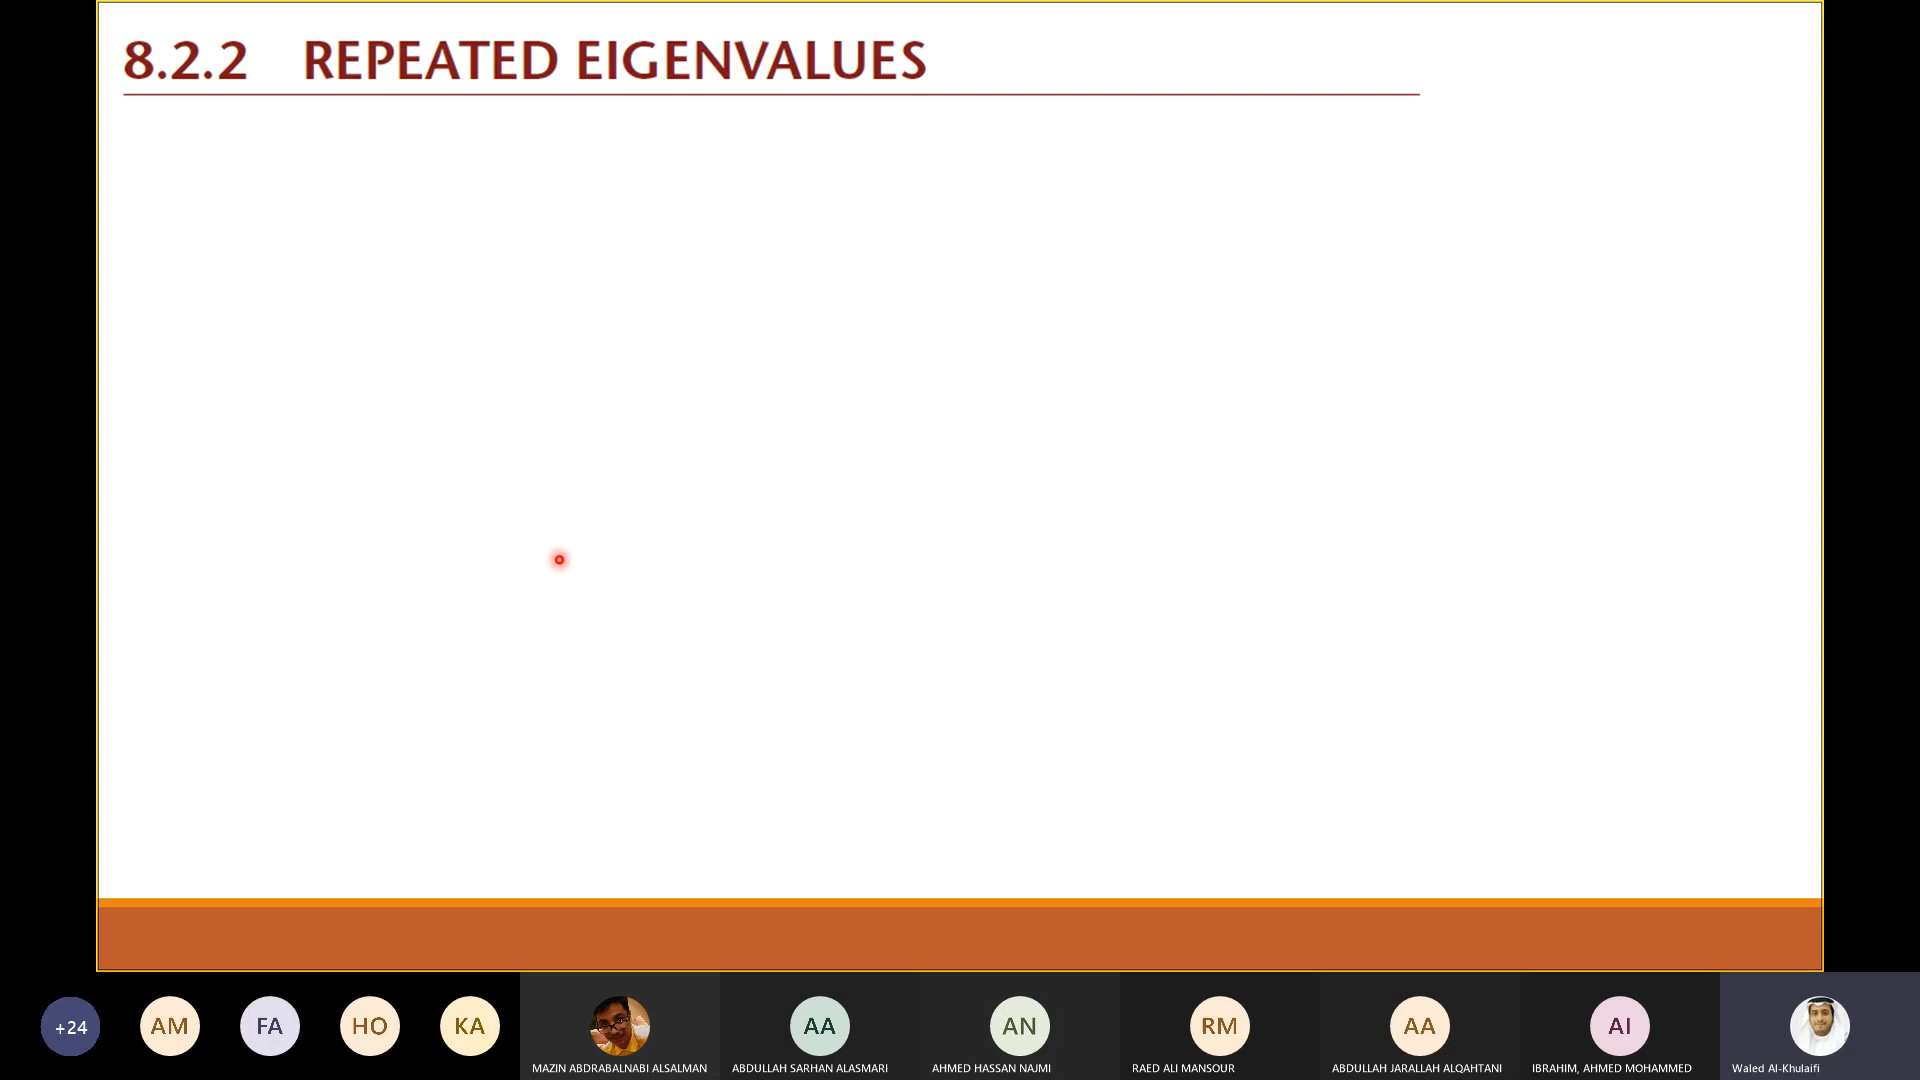 8.2.2 REPEATED EIGENVALUES
+24
AM
FA
HO
KA
AA
AN
RM
AA
AI
MAZIN ABDRABALNABI ALSALMAN
ABDULLAH SARHAN ALASMARI
AHMED HASSAN NAJMI
RAED ALI MANSOUR
ABDULLAH JARALLAH ALQAHTANI
IBRAHIM, AHMED MOHAMMED
Waled Al-Khulaifi